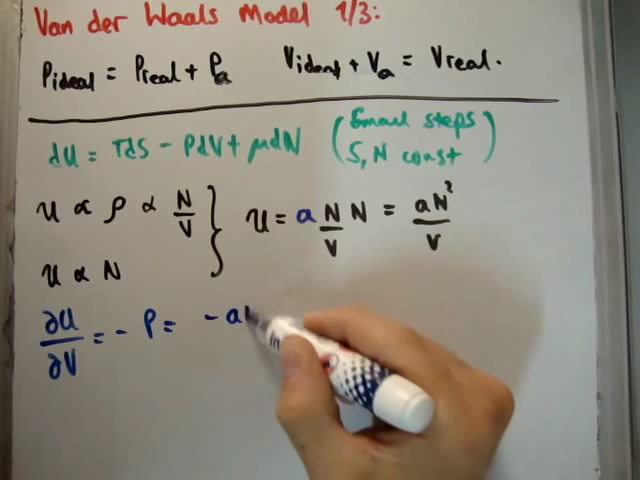 Van der Waals Model 1/3:
Pideal = Preal + Pa Videal + Va = Vreal.
dU = TdS - PdV + μdN (Small steps
S, N const)
U ∝ ρ ∝ N/V } U = a N/V N = aN²/V
U ∝ N
∂U/∂V = - P = - a